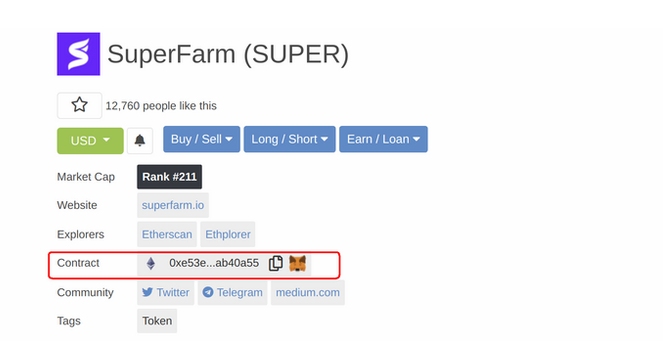 SuperFarm (SUPER)
12,760 people like this
USD Buy / Sell Long / Short Earn / Loan
Market Cap Rank #211
Website superfarm.io
Explorers Etherscan Ethplorer
Contract 0xe53e...ab40a55
Community Twitter Telegram medium.com
Tags Token